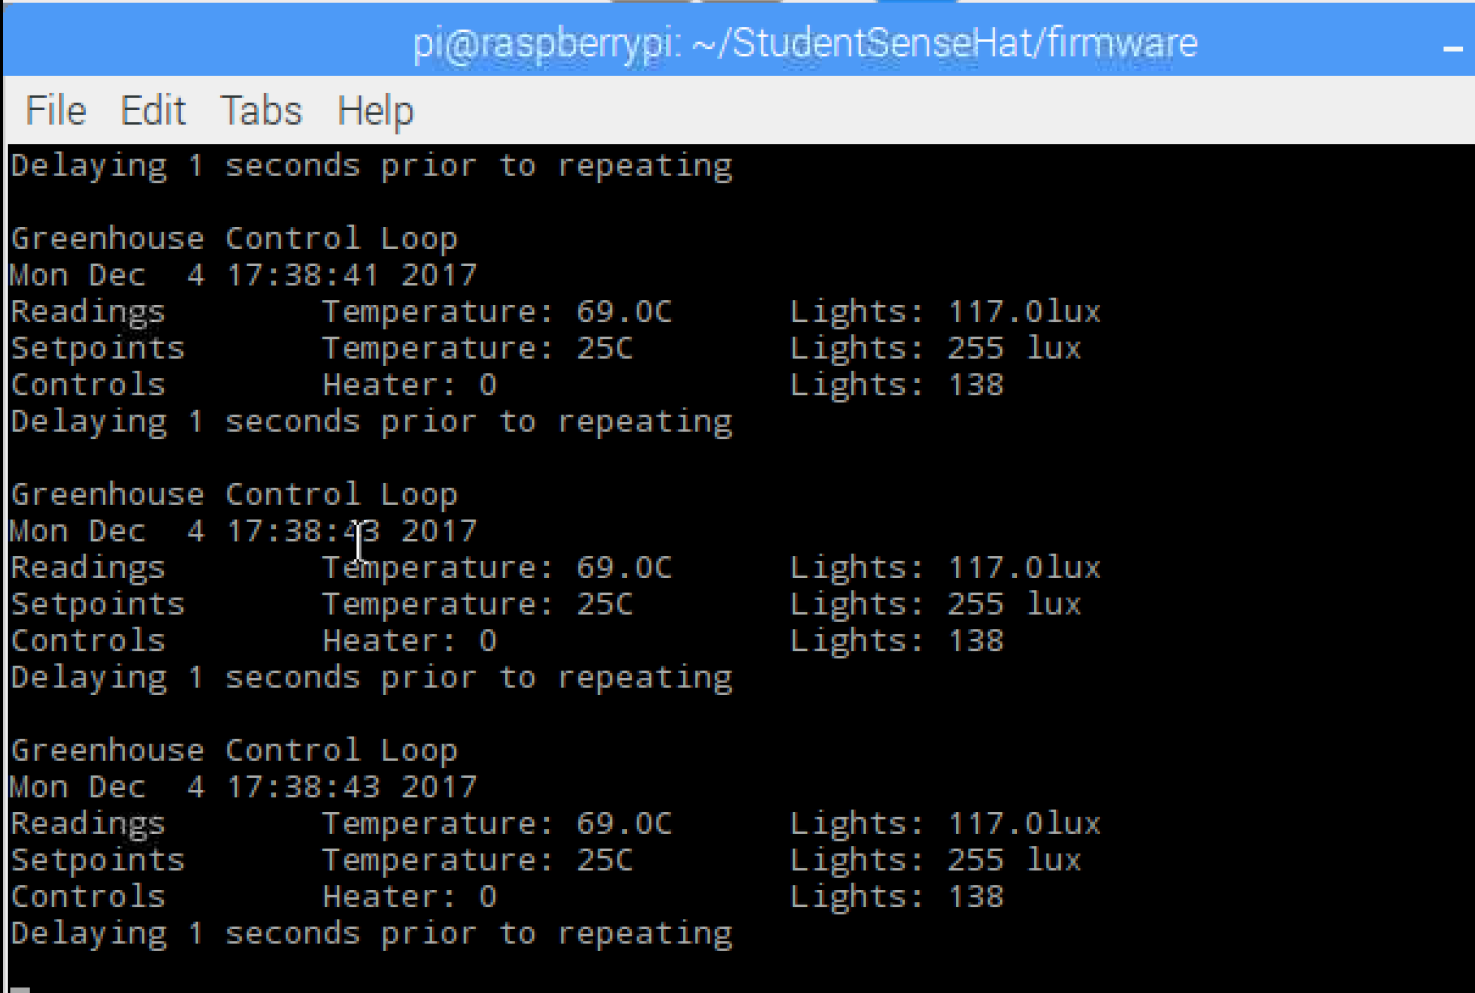 pi@raspberrypi: ~/StudentSenseHat/firmware
File Edit Tabs Help
Delaying 1 seconds prior to repeating
Greenhouse Control Loop
Mon Dec  4 17:38:41 2017
Readings Temperature: 69.0C Lights: 117.0lux
Setpoints Temperature: 25C Lights: 255 lux
Controls Heater: 0 Lights: 138
Delaying 1 seconds prior to repeating
Greenhouse Control Loop
Mon Dec  4 17:38:43 2017
Readings Temperature: 69.0C Lights: 117.0lux
Setpoints Temperature: 25C Lights: 255 lux
Controls Heater: 0 Lights: 138
Delaying 1 seconds prior to repeating
Greenhouse Control Loop
Mon Dec  4 17:38:43 2017
Readings Temperature: 69.0C Lights: 117.0lux
Setpoints Temperature: 25C Lights: 255 lux
Controls Heater: 0 Lights: 138
Delaying 1 seconds prior to repeating